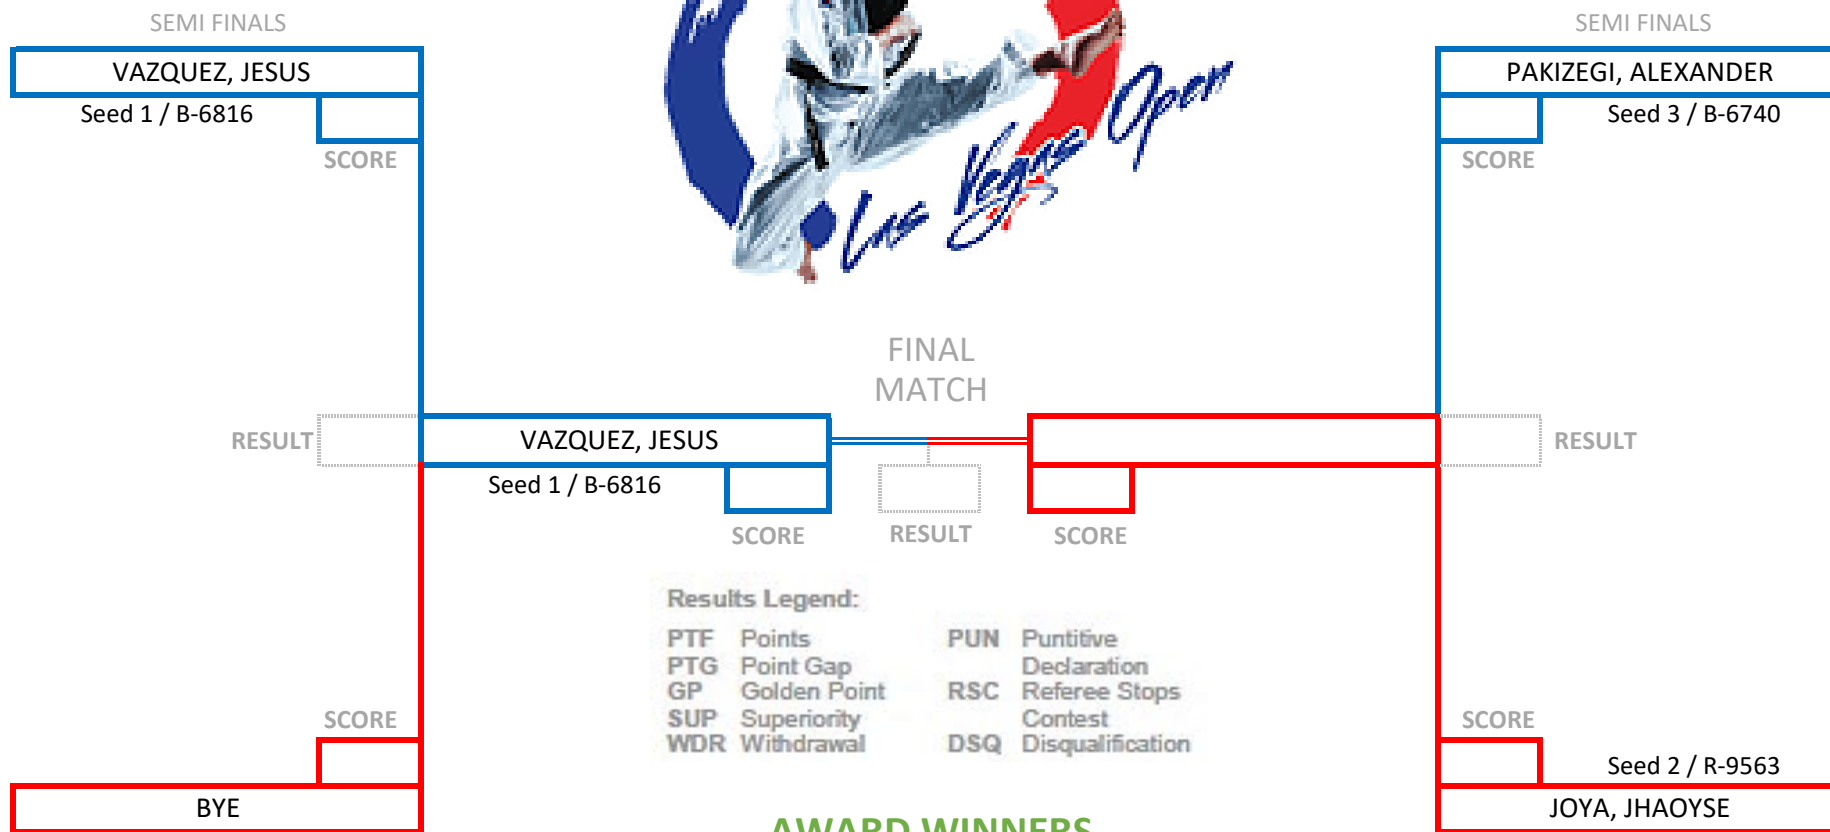 SEMI FINALS
SEMI FINALS
VAZQUEZ, JESUS
PAKIZEGI, ALEXANDER
Seed 1 / B-6816
Seed 3 / B-6740
SCORE
SCORE
Las Vegas Open
FINAL
MATCH
RESULT
VAZQUEZ, JESUS
RESULT
Seed 1 / B-6816
SCORE
RESULT
SCORE
Results Legend:
PTF Points
PTG Point Gap
GP Golden Point
SUP Superiority
WDR Withdrawal
PUN Puntitive
Declaration
RSC Referee Stops
Contest
DSQ Disqualification
SCORE
SCORE
Seed 2 / R-9563
BYE
JOYA, JHAOYSE
AWARD WINNERS